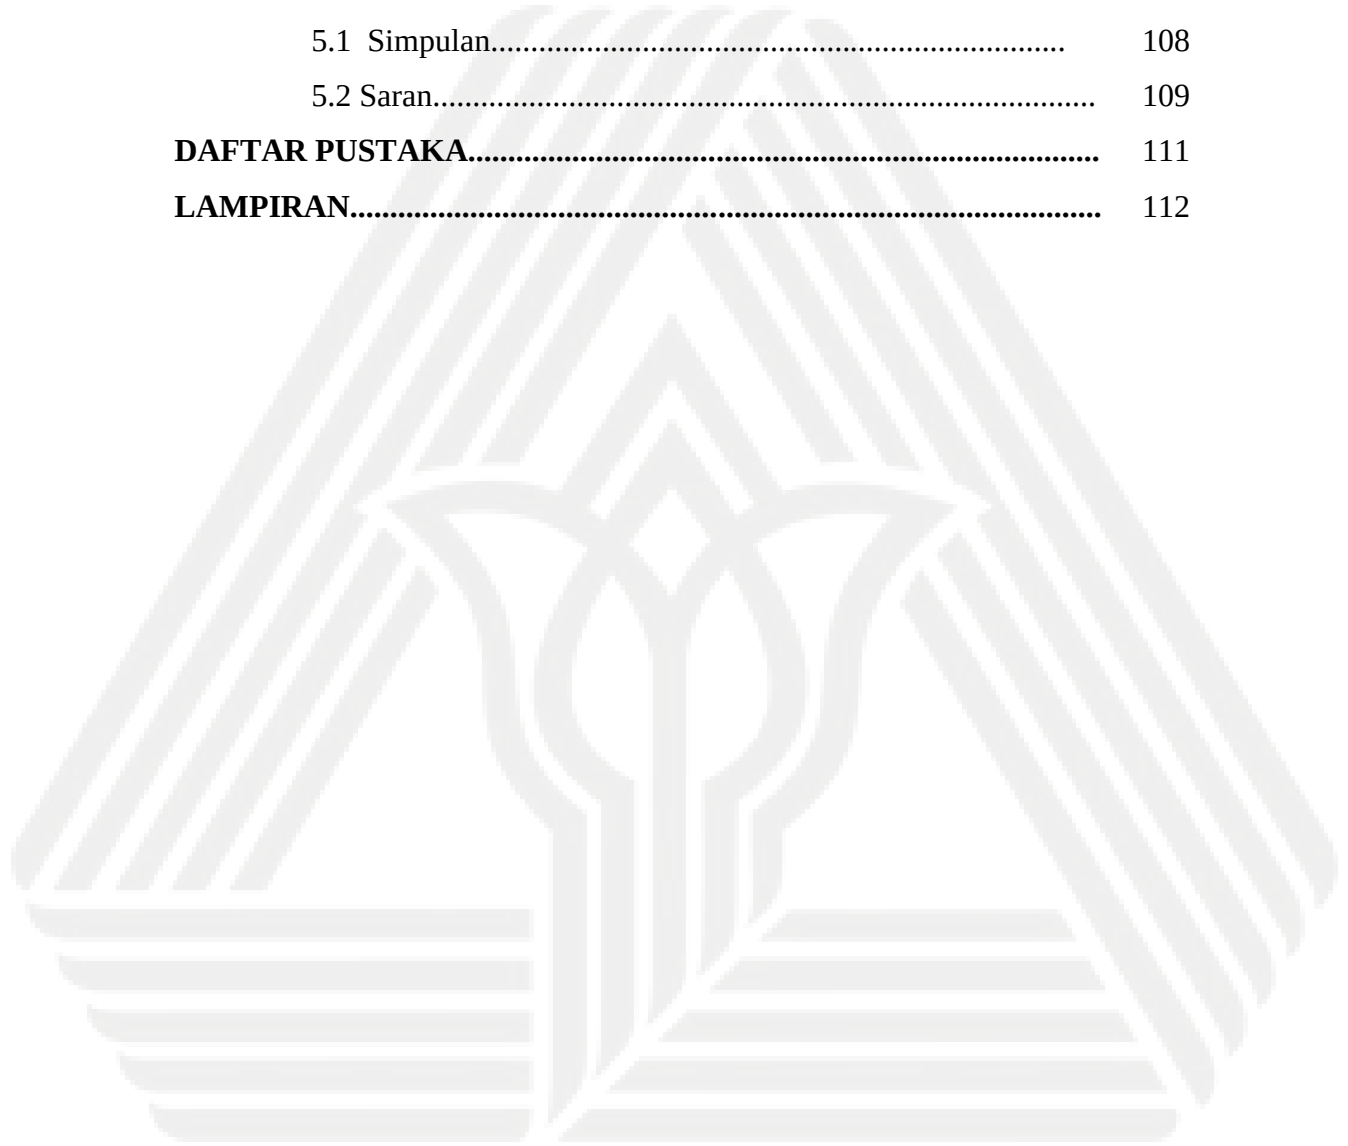 5.1 Simpulan........................................................................ 108
5.2 Saran................................................................................... 109
DAFTAR PUSTAKA.............................................................................. 111
LAMPIRAN............................................................................................. 112